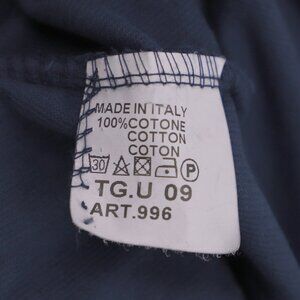 MADE IN ITALY
100%COTONE
COTTON
COTON
30 P
TG.U 09
ART.996